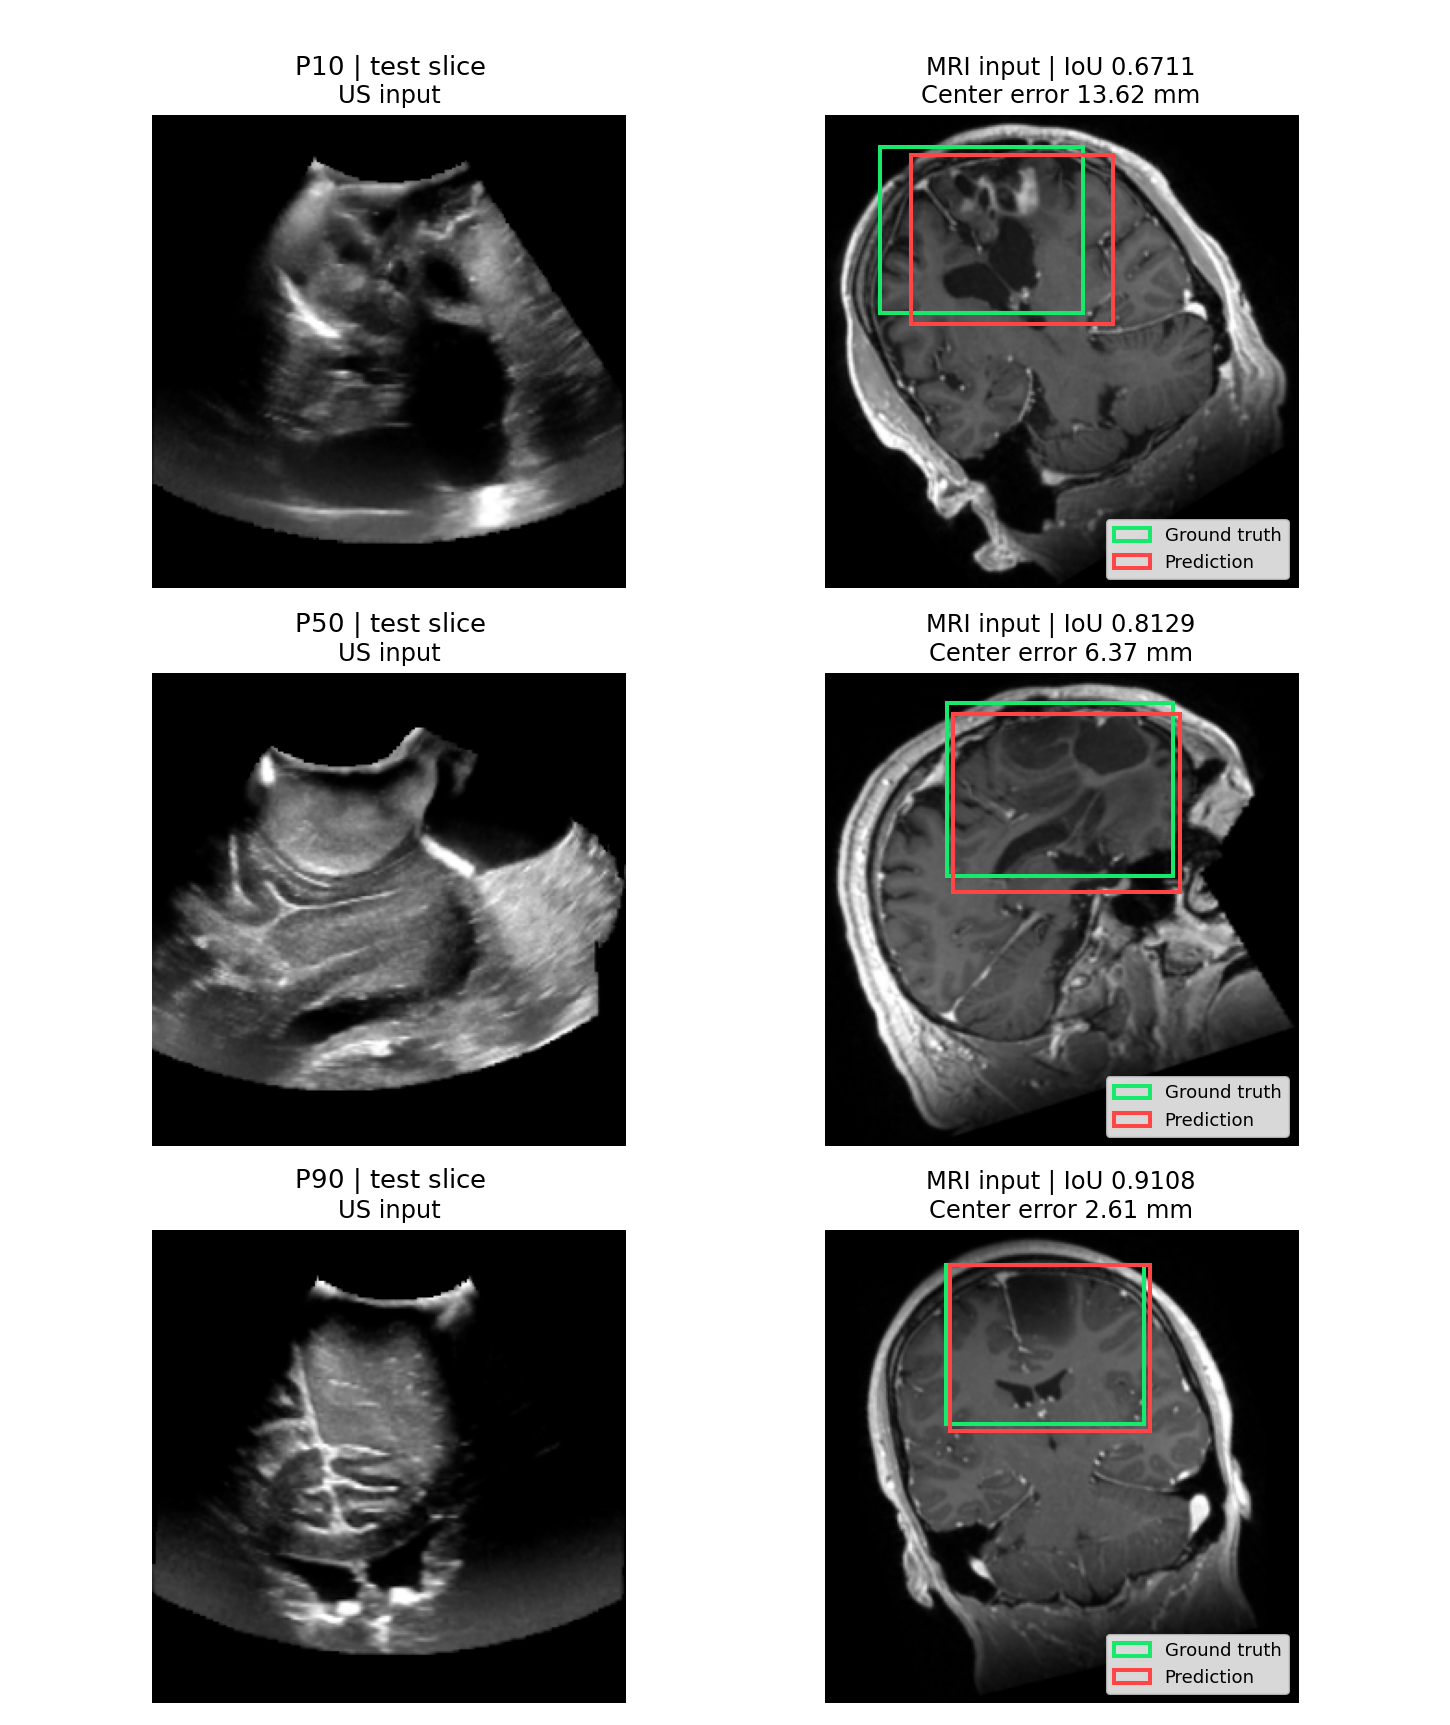 P10 | test slice
US input
MRI input | IoU 0.6711
Center error 13.62 mm
Ground truth
Prediction
P50 | test slice
US input
MRI input | IoU 0.8129
Center error 6.37 mm
Ground truth
Prediction
P90 | test slice
US input
MRI input | IoU 0.9108
Center error 2.61 mm
Ground truth
Prediction